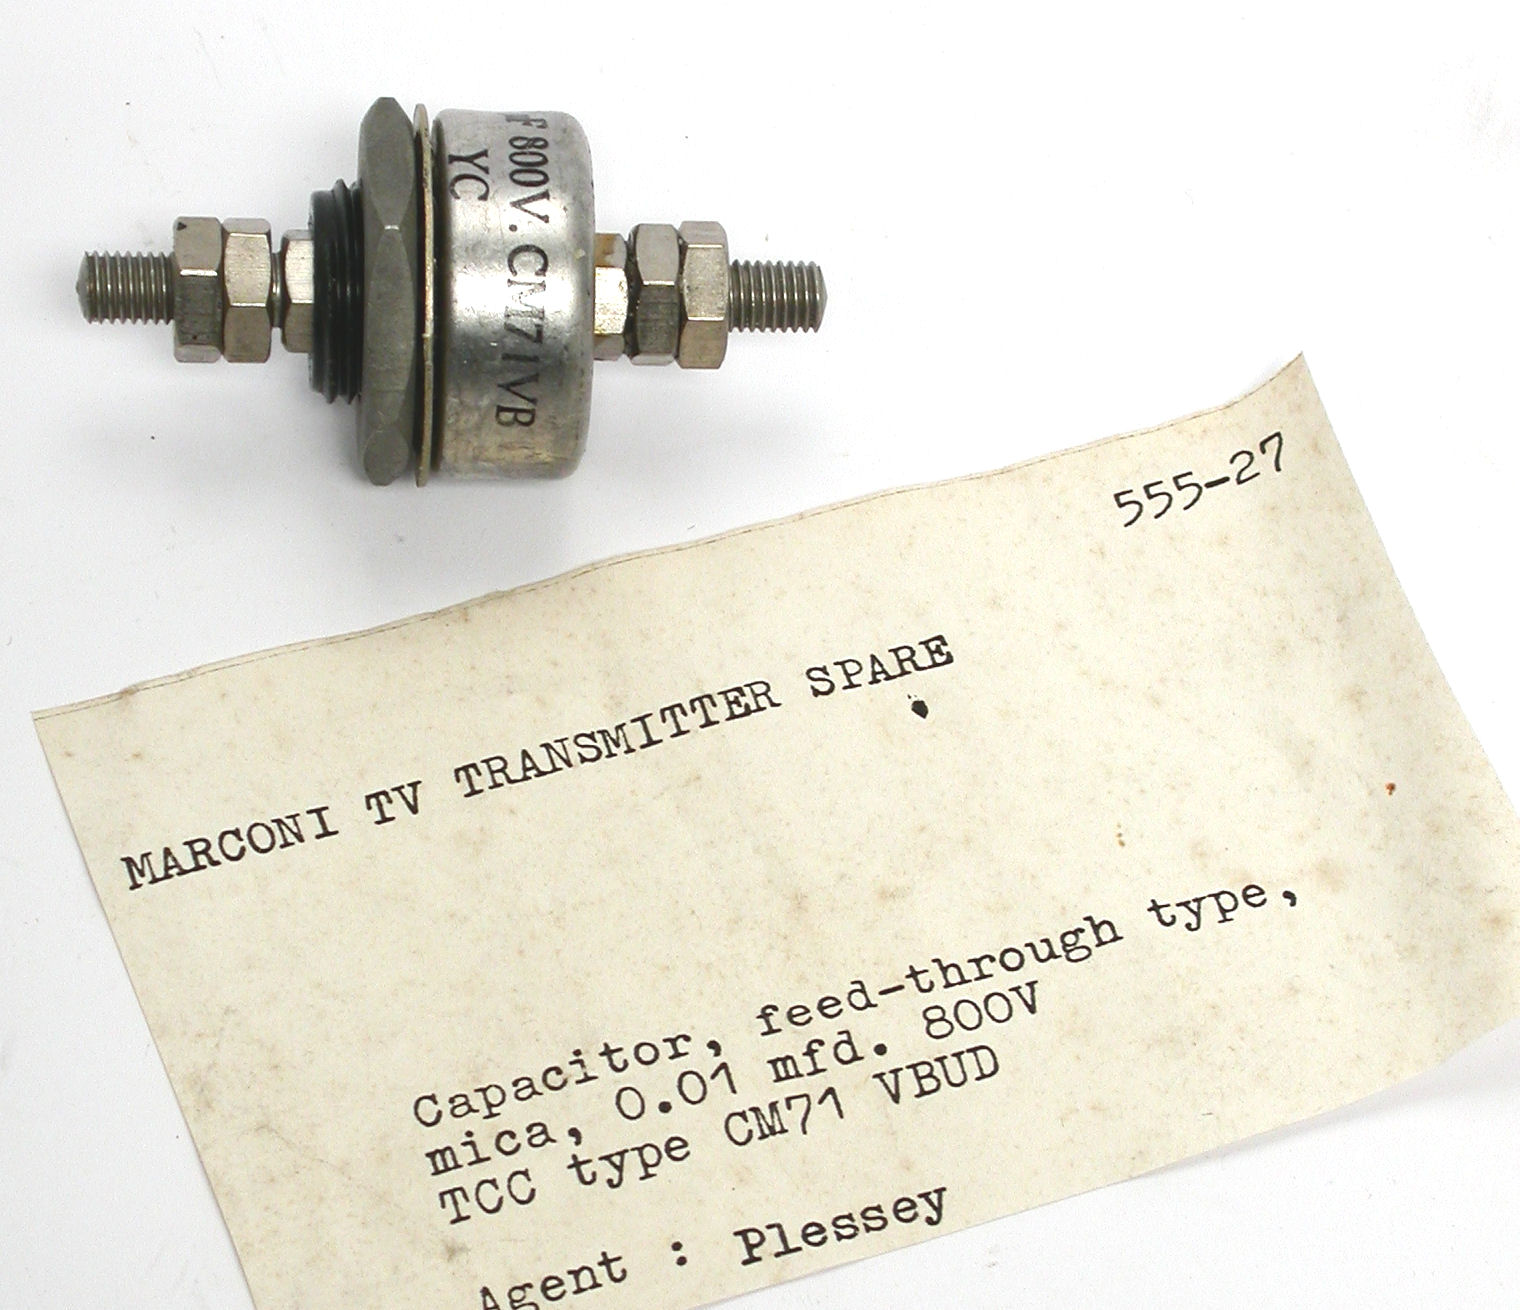 F 800V. CM71VB
YC
555-27
MARCONI TV TRANSMITTER SPARE
Capacitor, feed-through type,
mica, 0.01 mfd. 800V
TCC type CM71 VBUD
Agent : Plessey